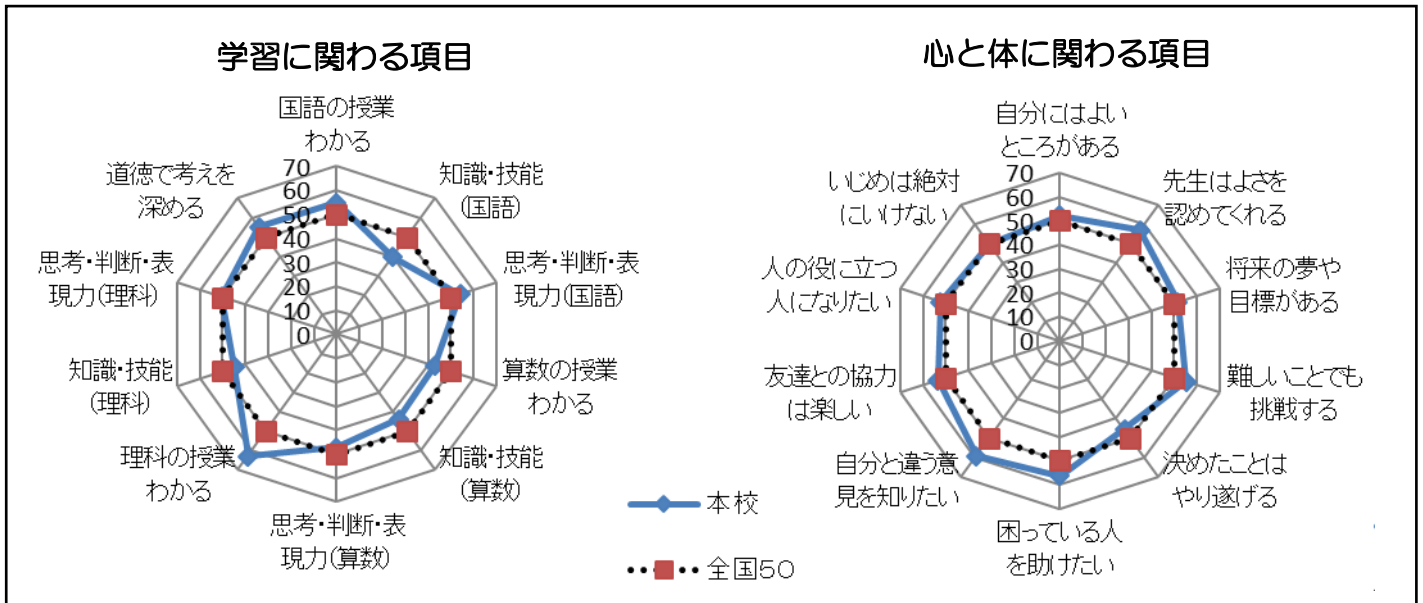 学習に関わる項目
国語の授業
わかる
知識・技能
(国語)
思考・判断・表
現力(国語)
算数の授業
わかる
知識・技能
(算数)
思考・判断・表
現力(算数)
理科の授業
わかる
知識・技能
(理科)
思考・判断・表
現力(理科)
道徳で考えを
深める
70
60
50
40
30
20
10
0
心と体に関わる項目
自分にはよい
ところがある
先生はよさを
認めてくれる
将来の夢や
目標がある
難しいことでも
挑戦する
決めたことは
やり遂げる
困っている人
を助けたい
自分と違う意
見を知りたい
友達との協力
は楽しい
人の役に立つ
人になりたい
いじめは絶対
にいけない
70
60
50
40
30
20
10
0
本校
全国50